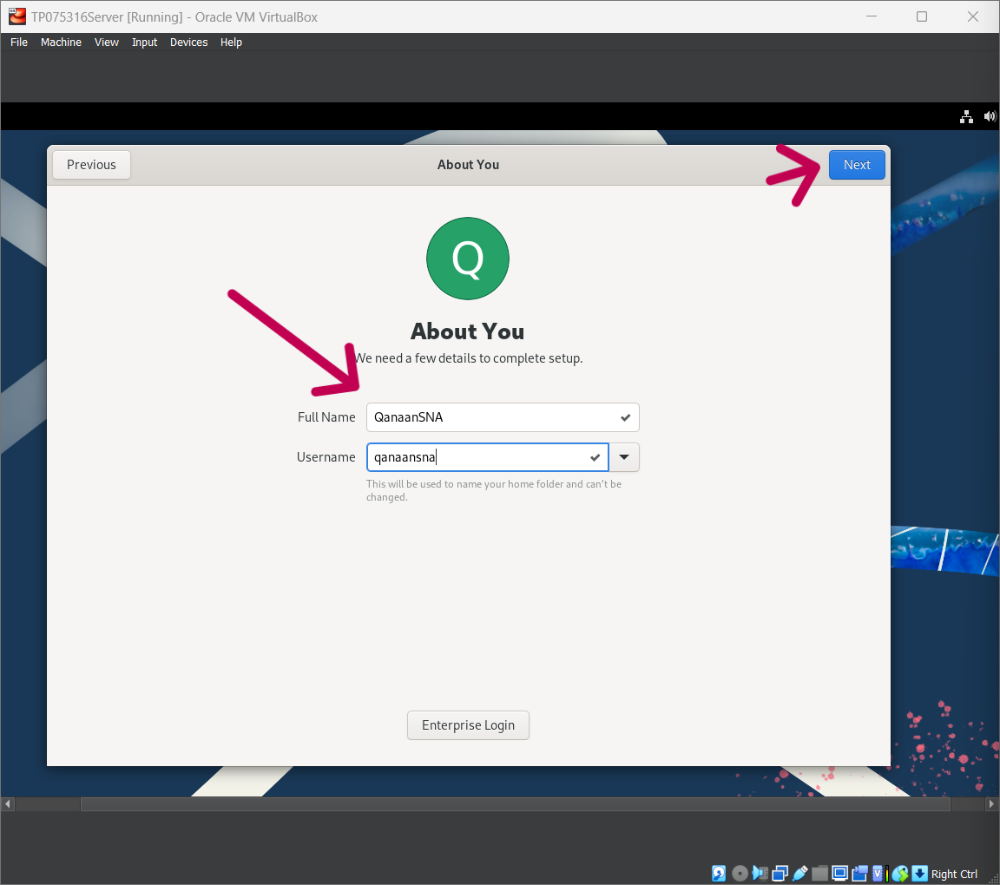 TP075316Server [Running] - Oracle VM VirtualBox
File Machine View Input Devices Help
Previous About You Next
Q
About You
We need a few details to complete setup.
Full Name QanaanSNA
Username qanaansna
This will be used to name your home folder and can't be
changed.
Enterprise Login
Right Ctrl